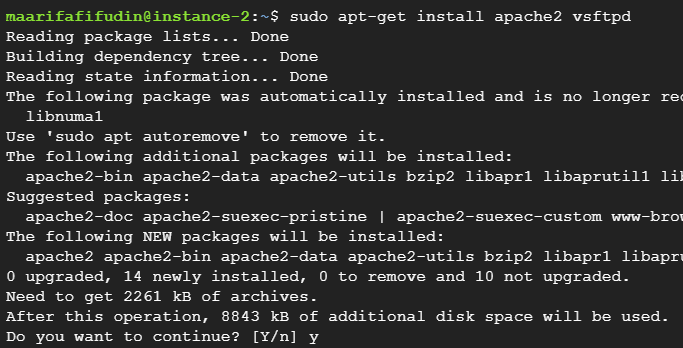 maarifafifudin@instance-2:~$ sudo apt-get install apache2 vsftpd
Reading package lists... Done
Building dependency tree... Done
Reading state information... Done
The following package was automatically installed and is no longer req
  libnuma1
Use 'sudo apt autoremove' to remove it.
The following additional packages will be installed:
  apache2-bin apache2-data apache2-utils bzip2 libapr1 libaprutil1 lib
Suggested packages:
  apache2-doc apache2-suexec-pristine | apache2-suexec-custom www-brow
The following NEW packages will be installed:
  apache2 apache2-bin apache2-data apache2-utils bzip2 libapr1 libapru
0 upgraded, 14 newly installed, 0 to remove and 10 not upgraded.
Need to get 2261 kB of archives.
After this operation, 8843 kB of additional disk space will be used.
Do you want to continue? [Y/n] y